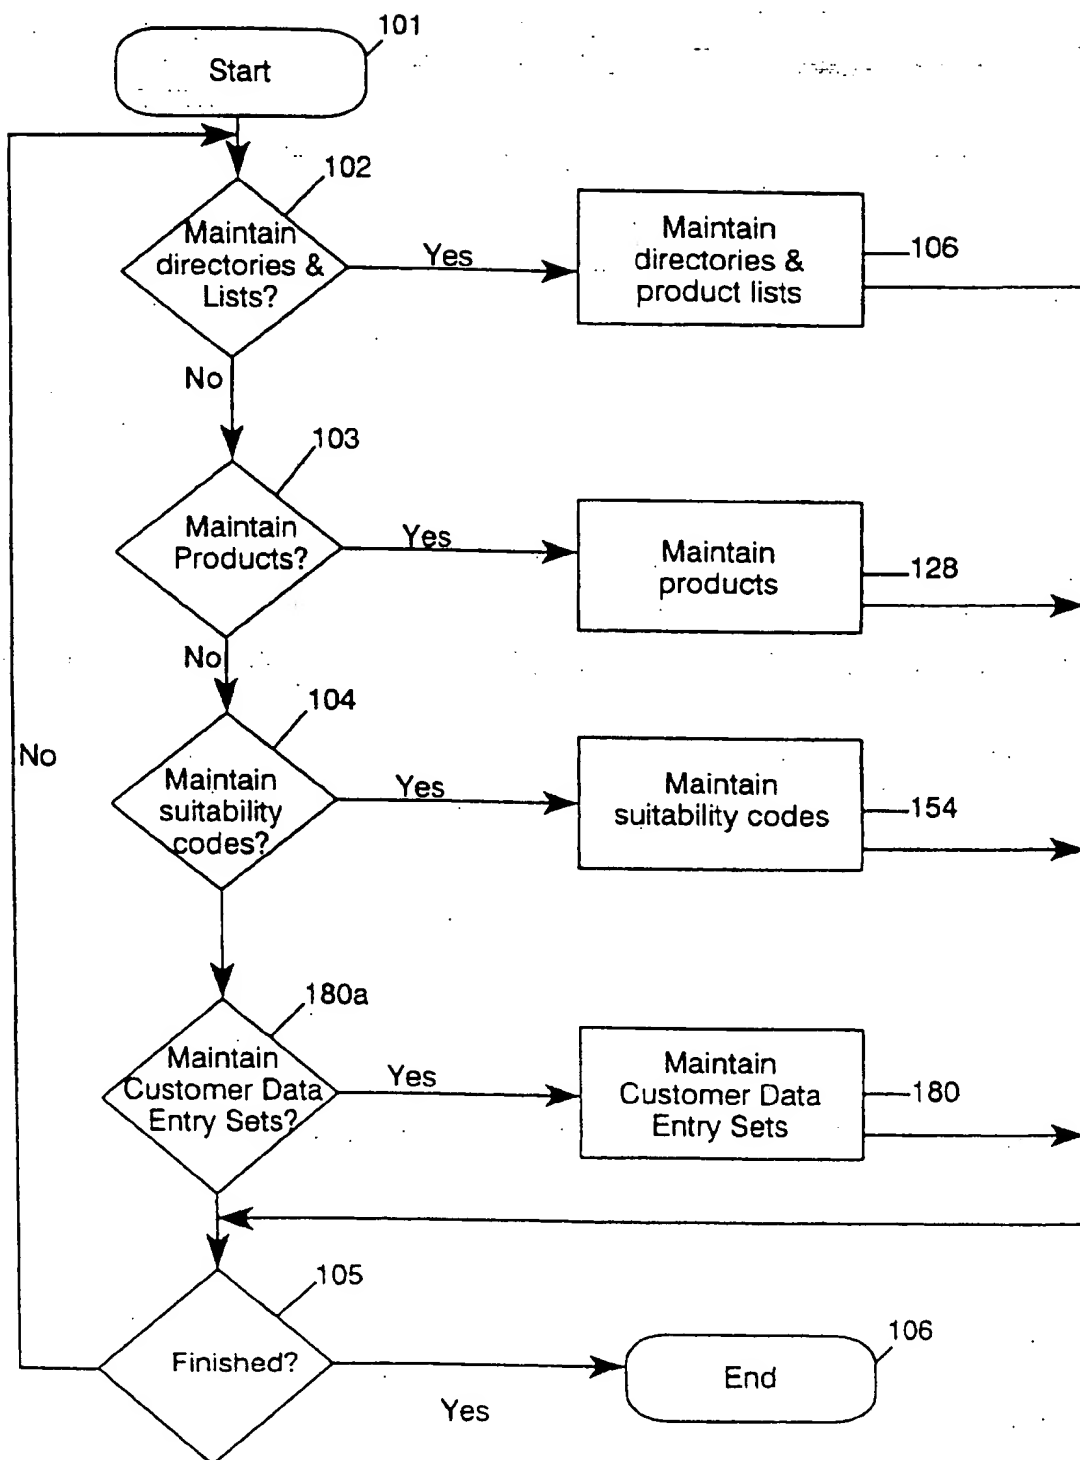 101
Start
102
Maintain
directories &
Lists?
Yes
Maintain
directories &
product lists
106
No
103
Maintain
Products?
Yes
Maintain
products
128
No
104
Maintain
suitability
codes?
Yes
Maintain
suitability codes
154
No
180a
Maintain
Customer Data
Entry Sets?
Yes
Maintain
Customer Data
Entry Sets
180
105
Finished?
Yes
106
End